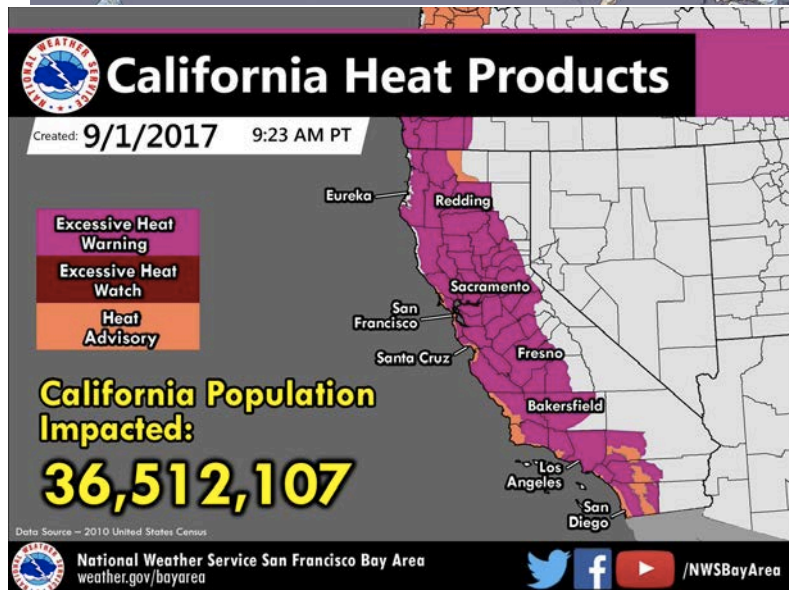 NATIONAL WEATHER SERVICE
California Heat Products
Created: 9/1/2017 9:23 AM PT
Excessive Heat
Warning
Excessive Heat
Watch
Heat
Advisory
Eureka
Redding
Sacramento
San
Francisco
Santa Cruz
Fresno
Bakersfield
Los
Angeles
San
Diego
California Population
Impacted:
36,512,107
Data Source – 2010 United States Census
NATIONAL WEATHER SERVICE
National Weather Service San Francisco Bay Area
weather.gov/bayarea
/NWSBayArea